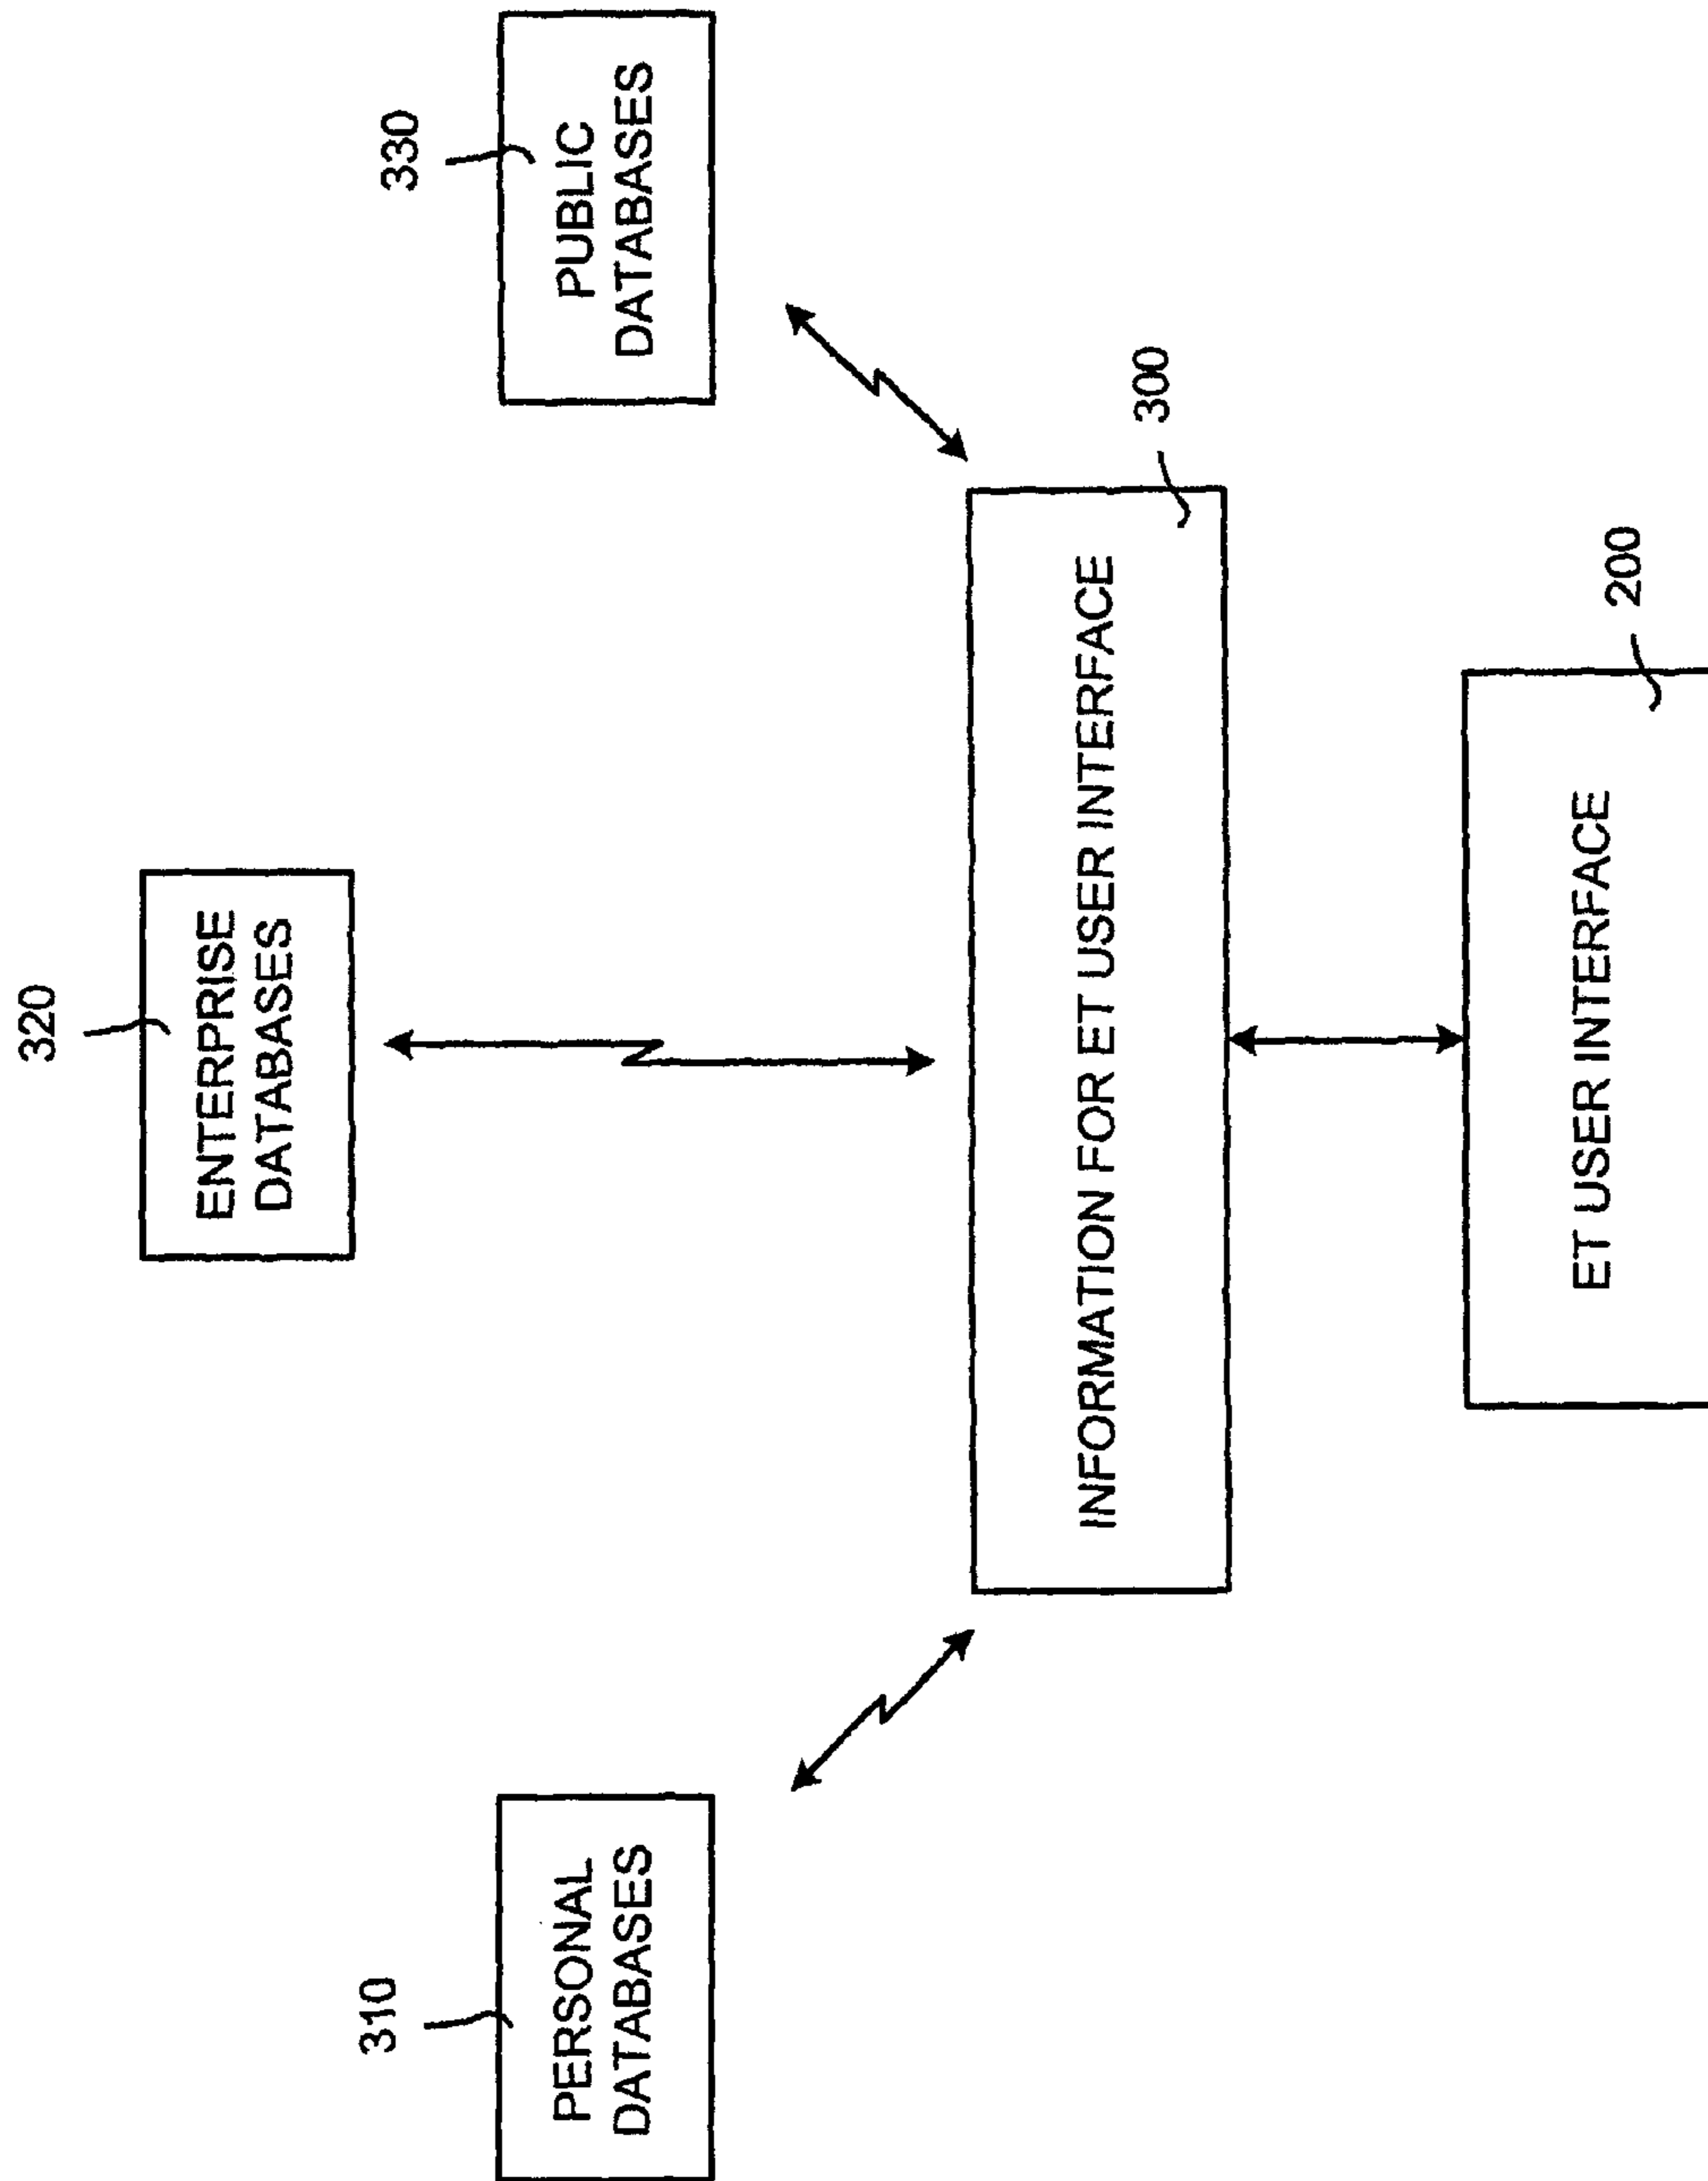 320
ENTERPRISE
DATABASES
310
PERSONAL
DATABASES
330
PUBLIC
DATABASES
300
INFORMATION FOR ET USER INTERFACE
200
ET USER INTERFACE